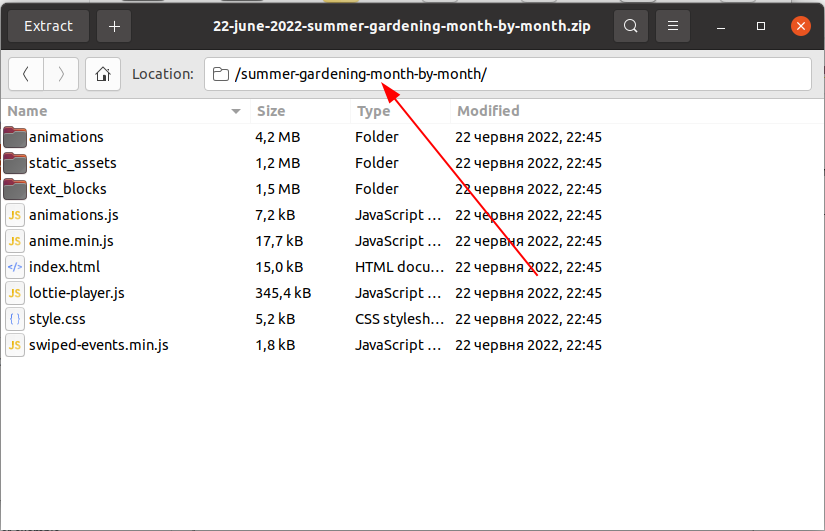 Extract + 22-june-2022-summer-gardening-month-by-month.zip
Location: /summer-gardening-month-by-month/
Name Size Type Modified
animations 4,2 MB Folder 22 червня 2022, 22:45
static_assets 1,2 MB Folder 22 червня 2022, 22:45
text_blocks 1,5 MB Folder 22 червня 2022, 22:45
JS animations.js 7,2 kB JavaScript … 22 червня 2022, 22:45
JS anime.min.js 17,7 kB JavaScript … 22 червня 2022, 22:45
</> index.html 15,0 kB HTML docu… 22 червня 2022, 22:45
JS lottie-player.js 345,4 kB JavaScript … 22 червня 2022, 22:45
{ } style.css 5,2 kB CSS stylesh… 22 червня 2022, 22:45
JS swiped-events.min.js 1,8 kB JavaScript … 22 червня 2022, 22:45